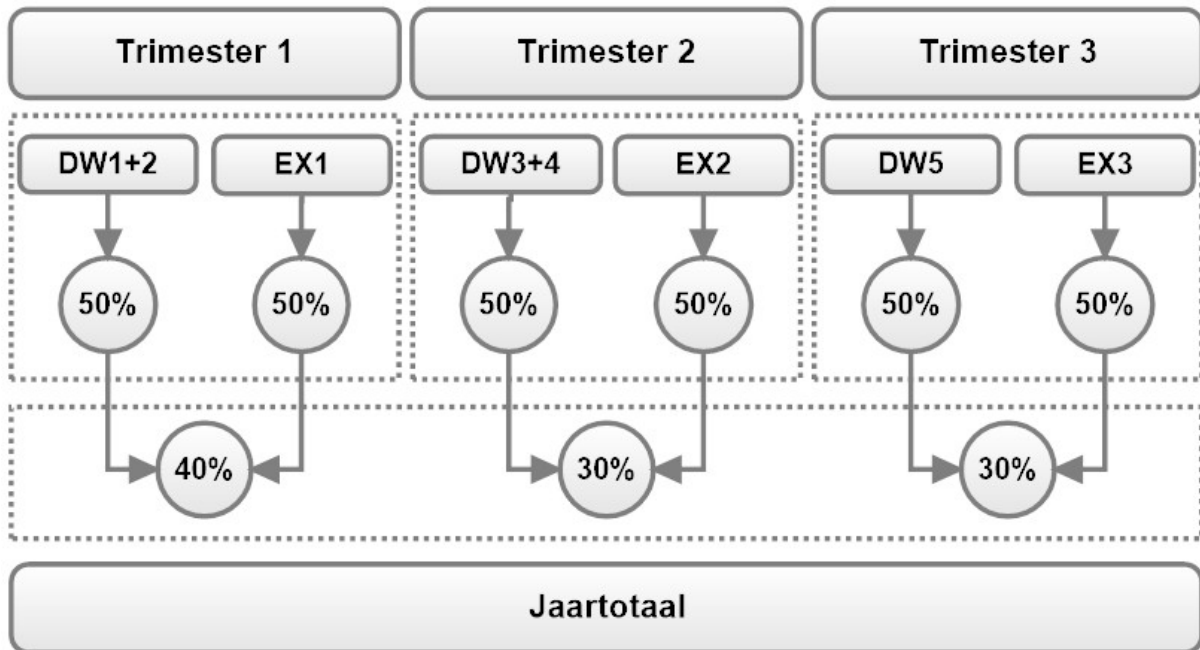 Trimester 1
Trimester 2
Trimester 3
DW1+2
EX1
DW3+4
EX2
DW5
EX3
50%
50%
50%
50%
50%
50%
40%
30%
30%
Jaartotaal